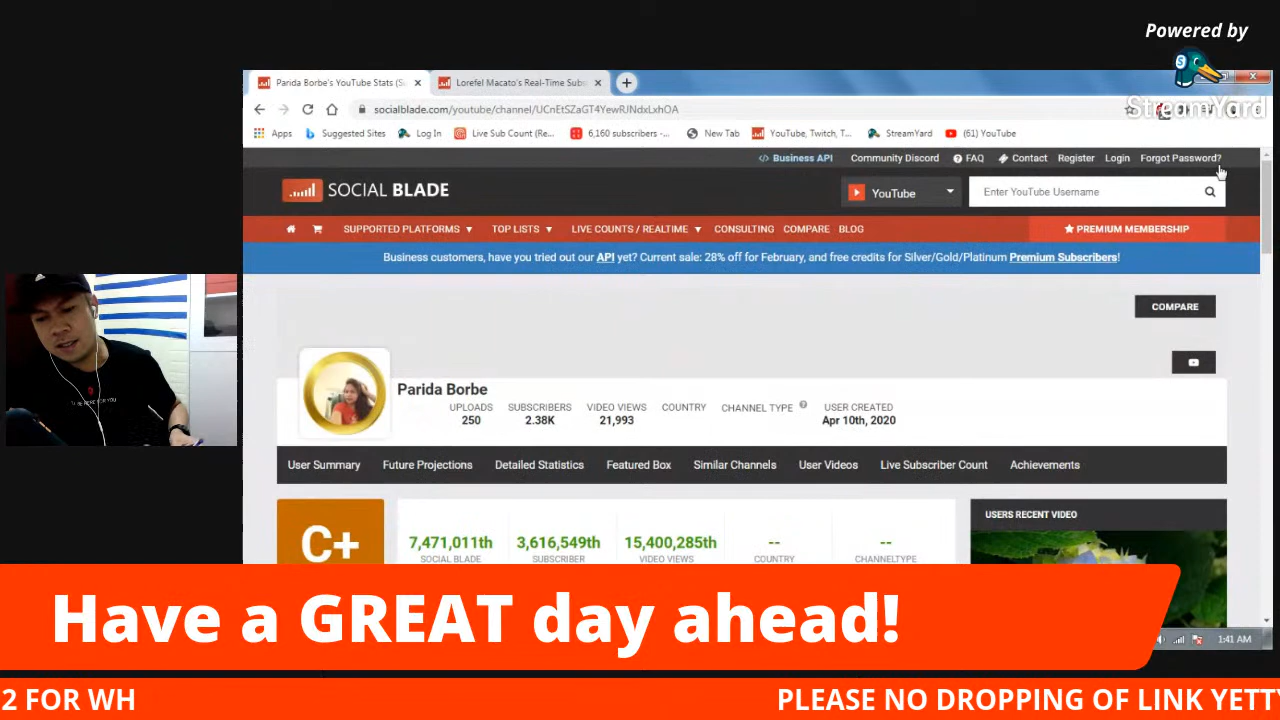 Powered by
StreamYard
Parida Borbe's YouTube Stats (S
Lorefel Macato's Real-Time Subs
socialblade.com/youtube/channel/UCnEtSZaGT4YewRJNdxLxhOA
Apps Suggested Sites Log In Live Sub Count (Re... 6,160 subscribers -... New Tab YouTube, Twitch, T... StreamYard (61) YouTube
Business API Community Discord FAQ Contact Register Login Forgot Password?
SOCIAL BLADE
YouTube
Enter YouTube Username
SUPPORTED PLATFORMS TOP LISTS LIVE COUNTS / REALTIME CONSULTING COMPARE BLOG PREMIUM MEMBERSHIP
Business customers, have you tried out our API yet? Current sale: 28% off for February, and free credits for Silver/Gold/Platinum Premium Subscribers!
COMPARE
Parida Borbe
UPLOADS SUBSCRIBERS VIDEO VIEWS COUNTRY CHANNEL TYPE USER CREATED
250 2.38K 21,993 Apr 10th, 2020
User Summary Future Projections Detailed Statistics Featured Box Similar Channels User Videos Live Subscriber Count Achievements
C+
7,471,011th 3,616,549th 15,400,285th -- --
SOCIAL BLADE SUBSCRIBER VIDEO VIEWS COUNTRY CHANNELTYPE
USERS RECENT VIDEO
Have a GREAT day ahead!
1:41 AM
2 FOR WH
PLEASE NO DROPPING OF LINK YETT